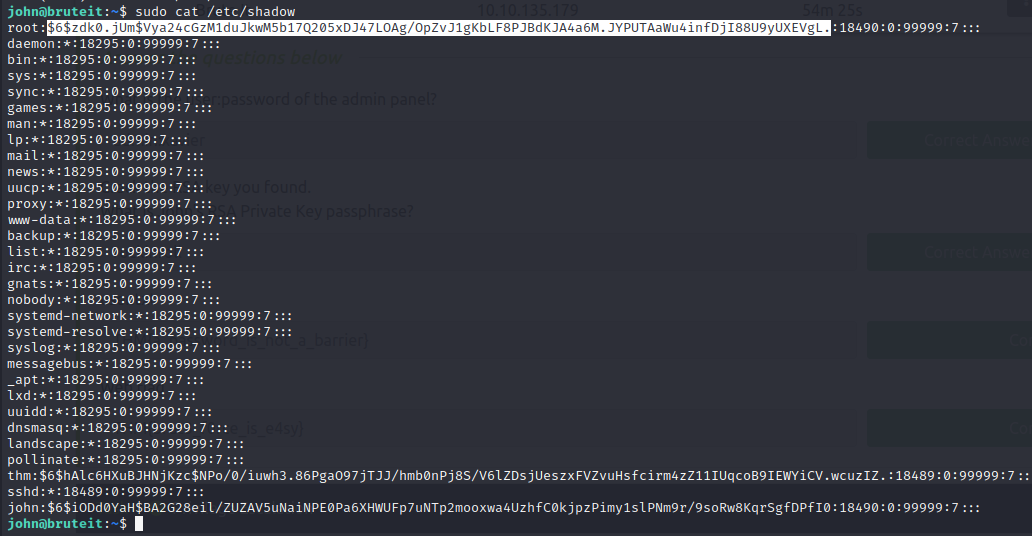 john@bruteit:~$ sudo cat /etc/shadow
root:$6$zdk0.jUm$Vya24cGzM1duJkwM5b17Q205xDJ47LOAg/OpZvJ1gKbLF8PJBdKJA4a6M.JYPUTAaWu4infDjI88U9yUXEVgL.:18490:0:99999:7:::
daemon:*:18295:0:99999:7:::
bin:*:18295:0:99999:7:::
sys:*:18295:0:99999:7:::
sync:*:18295:0:99999:7:::
games:*:18295:0:99999:7:::
man:*:18295:0:99999:7:::
lp:*:18295:0:99999:7:::
mail:*:18295:0:99999:7:::
news:*:18295:0:99999:7:::
uucp:*:18295:0:99999:7:::
proxy:*:18295:0:99999:7:::
www-data:*:18295:0:99999:7:::
backup:*:18295:0:99999:7:::
list:*:18295:0:99999:7:::
irc:*:18295:0:99999:7:::
gnats:*:18295:0:99999:7:::
nobody:*:18295:0:99999:7:::
systemd-network:*:18295:0:99999:7:::
systemd-resolve:*:18295:0:99999:7:::
syslog:*:18295:0:99999:7:::
messagebus:*:18295:0:99999:7:::
_apt:*:18295:0:99999:7:::
lxd:*:18295:0:99999:7:::
uuidd:*:18295:0:99999:7:::
dnsmasq:*:18295:0:99999:7:::
landscape:*:18295:0:99999:7:::
pollinate:*:18295:0:99999:7:::
thm:$6$hAlc6HXuBJHNjKzc$NPo/0/iuwh3.86PgaO97jTJJ/hmb0nPj8S/V6lZDsjUeszxFVZvuHsfcirm4zZ11IUqcoB9IEWYiCV.wcuzIZ.:18489:0:99999:7:::
sshd:*:18489:0:99999:7:::
john:$6$iODd0YaH$BA2G28eil/ZUZAV5uNaiNPE0Pa6XHWUFp7uNTp2mooxwa4UzhfC0kjpzPimy1slPNm9r/9soRw8KqrSgfDPfI0:18490:0:99999:7:::
john@bruteit:~$